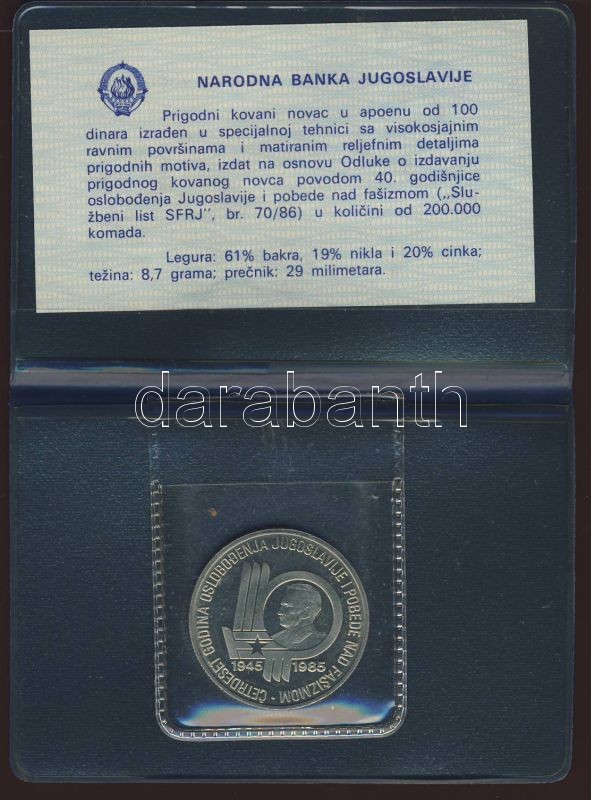 NARODNA BANKA JUGOSLAVIJE
Prigodni kovani novac u apoenu od 100
dinara izrađen u specijalnoj tehnici sa visokosjajnim
ravnim površinama i matiranim reljefnim detaljima
prigodnih motiva, izdat na osnovu Odluke o izdavanju
prigodnog kovanog novca povodom 40. godišnjice
oslobođenja Jugoslavije i pobede nad fašizmom („Slu-
žbeni list SFRJ", br. 70/86) u količini od 200.000
komada.
Legura: 61% bakra, 19% nikla i 20% cinka;
težina: 8,7 grama; prečnik: 29 milimetara.
darabanth
ČETRDESET GODINA OSLOBOĐENJA JUGOSLAVIJE I POBEDE NAD FAŠIZMOM -
1945 1985